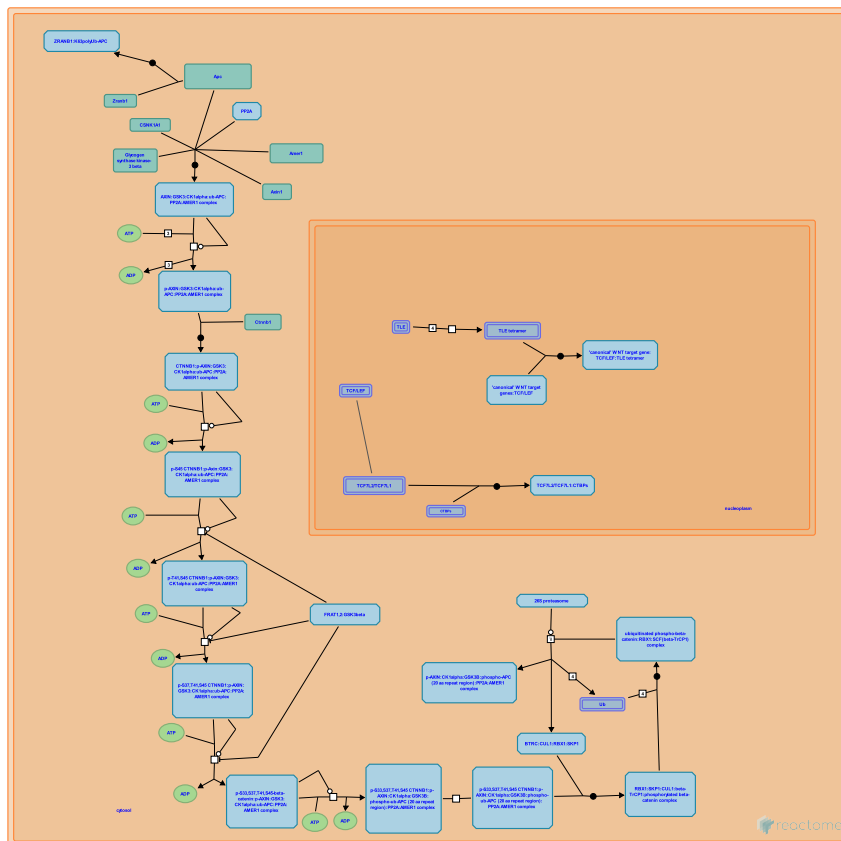 ZRANB1:K63polyUb-APC
Apc
Zranb1
PP2A
CSNK1A1
Glycogen
synthase kinase-
3 beta
Amer1
Axin1
AXIN:GSK3:CK1alpha:ub-APC:
PP2A:AMER1 complex
ATP
3
ADP
3
p-AXIN:GSK3:CK1alpha:ub-
APC:PP2A:AMER1 complex
Ctnnb1
CTNNB1:p-AXIN:GSK3:
CK1alpha:ub-APC:PP2A:
AMER1 complex
ATP
ADP
p-S45 CTNNB1:p-Axin:GSK3:
CK1alpha:ub-APC:PP2A:
AMER1 complex
ATP
ADP
p-T41,S45 CTNNB1:p-AXIN:GSK3:
CK1alpha:ub-APC:PP2A:AMER1
complex
ATP
ADP
FRAT1,2:GSK3beta
p-S37,T41,S45 CTNNB1:p-AXIN:
GSK3:CK1alpha:ub-APC:PP2A:
AMER1 complex
ATP
ADP
p-S33,S37,T41,S45-beta-
catenin:p-AXIN:GSK3:
CK1alpha:ub-APC:PP2A:
AMER1 complex
ATP
ADP
p-S33,S37,T41,S45 CTNNB1:p-
AXIN:CK1alpha:GSK3B:
phospho-ub-APC (20 aa repeat
region):PP2A:AMER1 complex
p-S33,S37,T41,S45 CTNNB1:p-
AXIN:CK1alpha:GSK3B:phospho-
ub-APC (20 aa repeat region):
PP2A:AMER1 complex
RBX1:SKP1:CUL1:beta-
TrCP1:phosphorylated beta-
catenin complex
BTRC:CUL1:RBX1:SKP1
p-AXIN:CK1alpha:GSK3B:phospho-APC
(20 aa repeat region):PP2A:AMER1
complex
4
Ub
4
ubiquitinated phospho-beta-
catenin:RBX1:SCF(beta-TrCP1)
complex
26S proteasome
TLE
4
TLE tetramer
'canonical' WNT target gene:
TCF/LEF:TLE tetramer
'canonical' WNT target
genes:TCF/LEF
TCF/LEF
TCF7L2/TCF7L1
CTBPs
TCF7L2/TCF7L1:CTBPs
nucleoplasm
cytosol
reactome